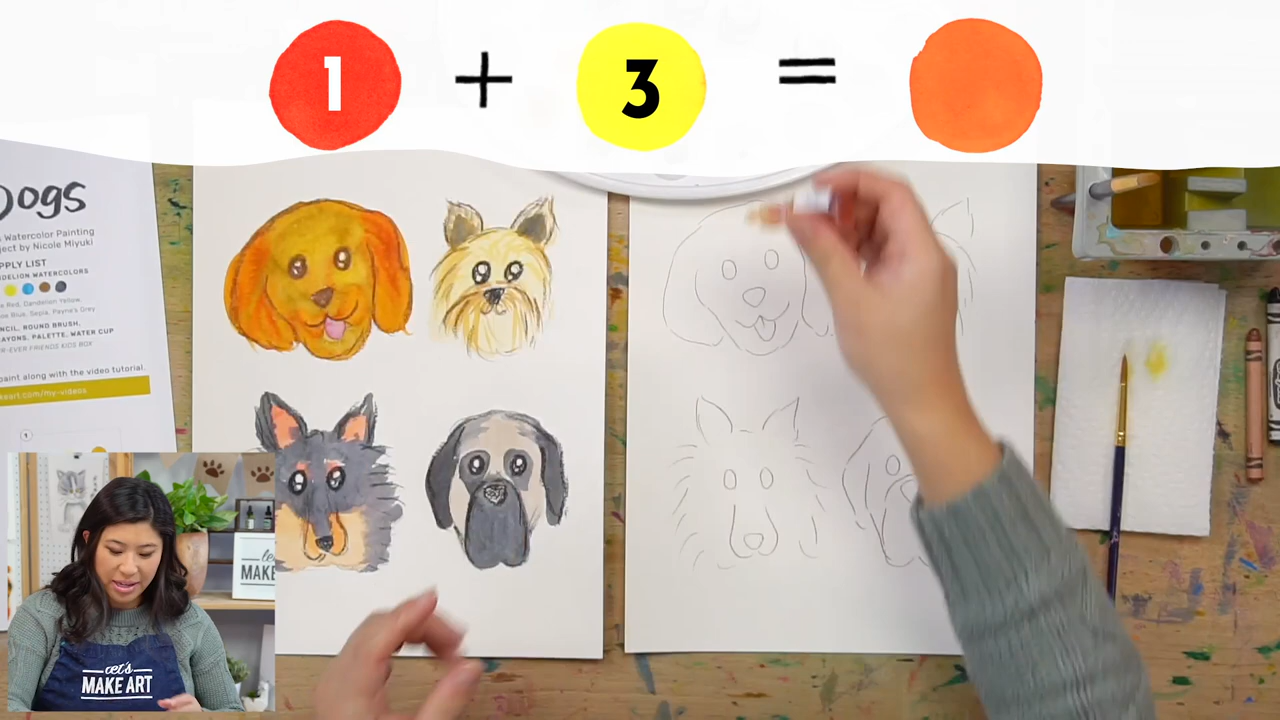 1 + 3 =
Dogs
Watercolor Painting
ject by Nicole Miyuki
PPLY LIST
DELION WATERCOLORS
Red, Dandelion Yellow,
Sepia, Payne's Grey
NCIL, ROUND BRUSH,
AYONS, PALETTE, WATER CUP
R-EVER FRIENDS KIDS BOX
paint along with the video tutorial.
eart.com/my-videos
1
let's
MAKE
let's
MAKE ART